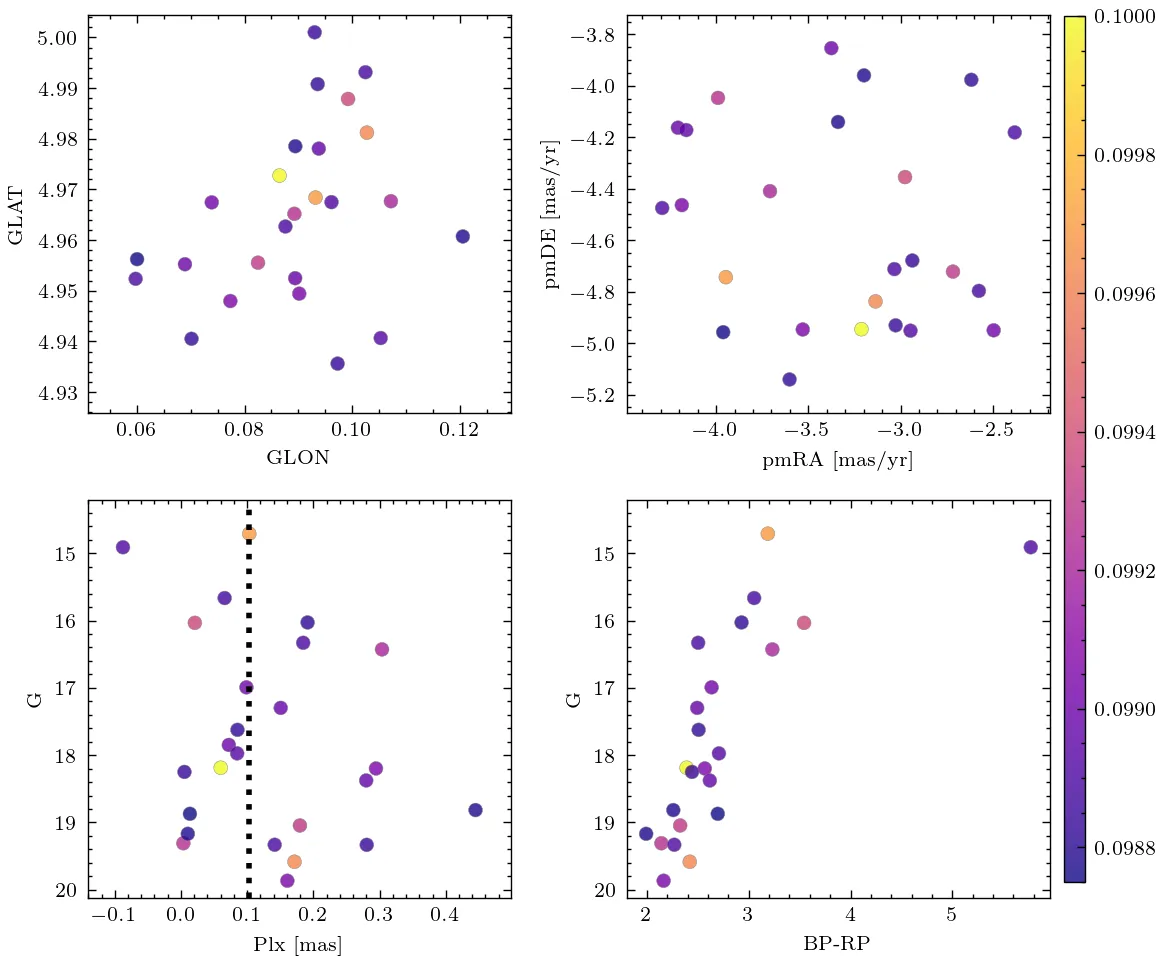 5.00
4.99
4.98
4.97
4.96
4.95
4.94
4.93
GLAT
0.06 0.08 0.10 0.12
GLON
−3.8
−4.0
−4.2
−4.4
−4.6
−4.8
−5.0
−5.2
pmDE [mas/yr]
−4.0 −3.5 −3.0 −2.5
pmRA [mas/yr]
0.1000
0.0998
0.0996
0.0994
0.0992
0.0990
0.0988
15
16
17
18
19
20
G
−0.1 0.0 0.1 0.2 0.3 0.4
Plx [mas]
15
16
17
18
19
20
G
2 3 4 5
BP-RP